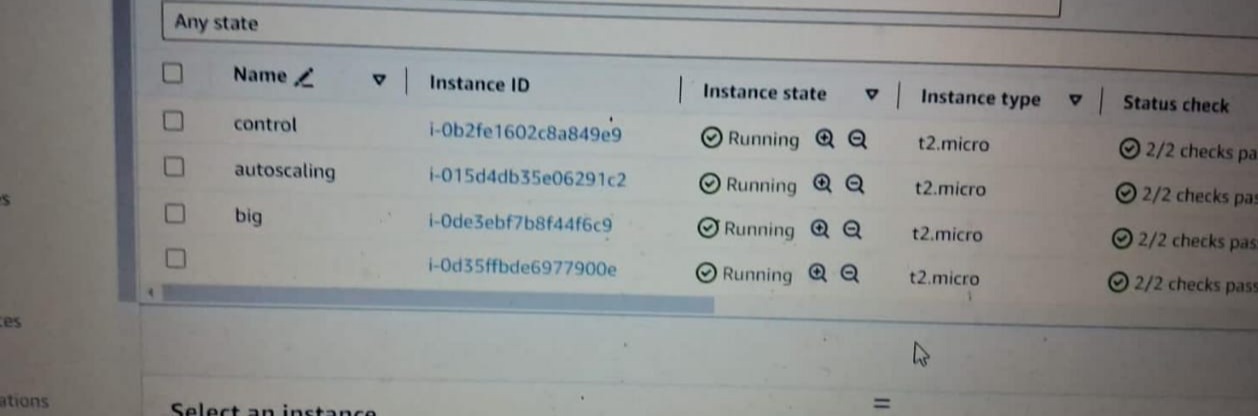 Any state
Name Instance ID Instance state Instance type Status check
control i-0b2fe1602c8a849e9 Running t2.micro 2/2 checks pa
autoscaling i-015d4db35e06291c2 Running t2.micro 2/2 checks pas
big i-0de3ebf7b8f44f6c9 Running t2.micro 2/2 checks pas
i-0d35ffbde6977900e Running t2.micro 2/2 checks pass
Select an instance